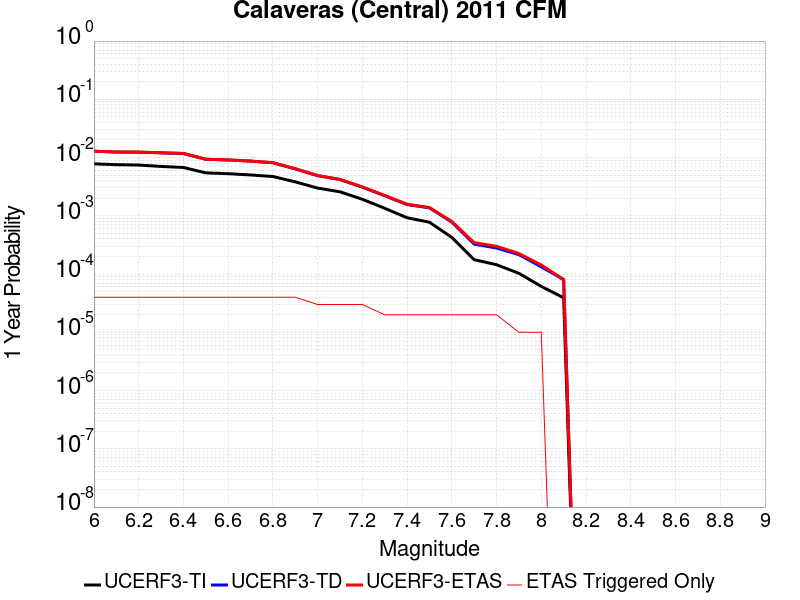 Calaveras (Central) 2011 CFM
10^0
10^-1
10^-2
10^-3
10^-4
10^-5
10^-6
10^-7
10^-8
1 Year Probability
6 6.2 6.4 6.6 6.8 7 7.2 7.4 7.6 7.8 8 8.2 8.4 8.6 8.8 9
Magnitude
UCERF3-TI UCERF3-TD UCERF3-ETAS ETAS Triggered Only